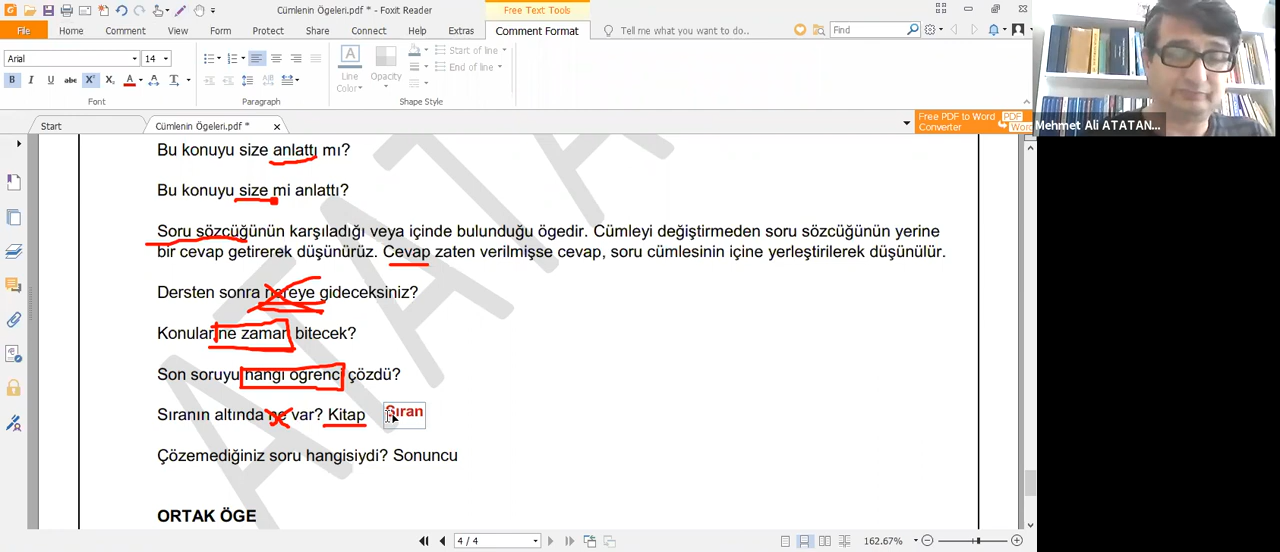 Cümlenin Ögeleri.pdf * - Foxit Reader
Free Text Tools
File
Home
Comment
View
Form
Protect
Share
Connect
Help
Extras
Comment Format
Tell me what you want to do..
Find
Arial
14
Line Color
Opacity
Start of line
End of line
Font
Paragraph
Shape Style
Start
Cümlenin Ögeleri.pdf *
Free PDF to Word Converter
PDF
Word
Mehmet Ali ATATAN...
Bu konuyu size anlattı mı?
Bu konuyu size mi anlattı?
Soru sözcüğünün karşıladığı veya içinde bulunduğu ögedir. Cümleyi değiştirmeden soru sözcüğünün yerine
bir cevap getirerek düşünürüz. Cevap zaten verilmişse cevap, soru cümlesinin içine yerleştirilerek düşünülür.
Dersten sonra nereye gideceksiniz?
Konular ne zaman bitecek?
Son soruyu hangi öğrenci çözdü?
Sıranın altında ne var? Kitap
Sıran
Çözemediğiniz soru hangisiydi? Sonuncu
ORTAK ÖGE
ATATA
4 / 4
162.67%